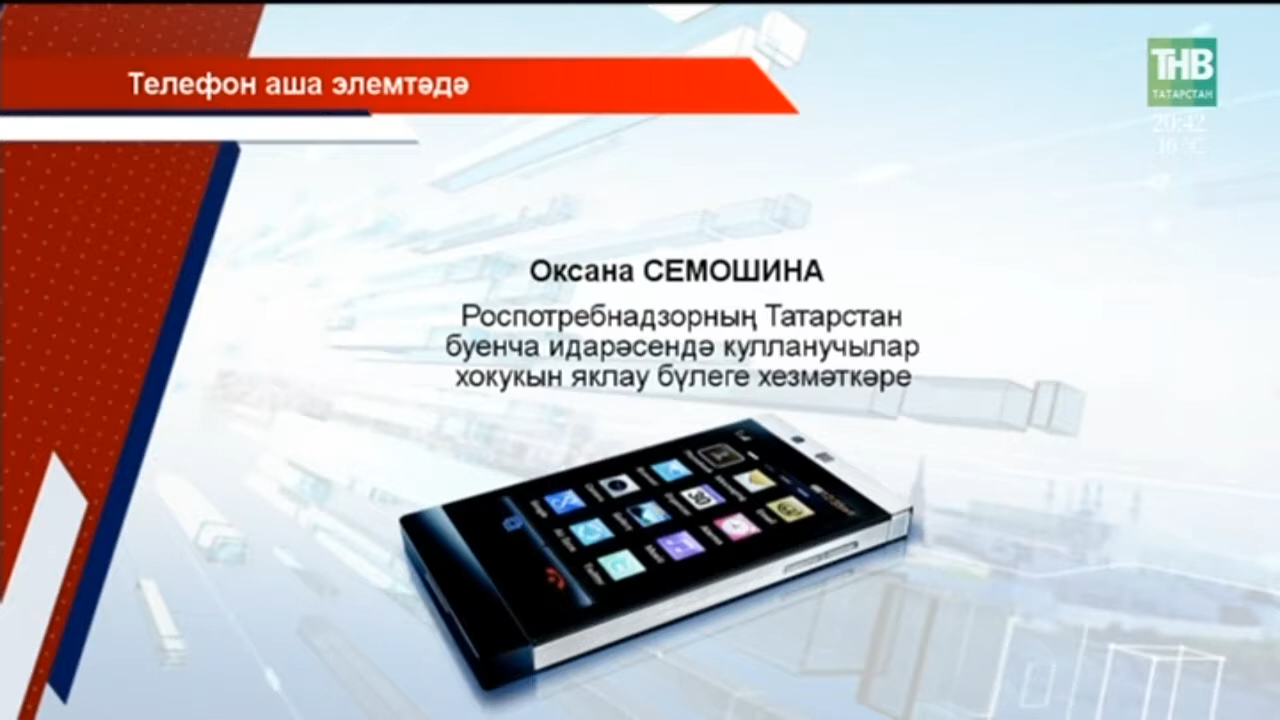 Телефон аша элемтәдә
ТНВ
ТАТАРСТАН
20:42
Оксана СЕМОШИНА
Роспотребнадзорның Татарстан
буенча идарәсендә кулланучылар
хокукын яклау бүлеге хезмәткәре